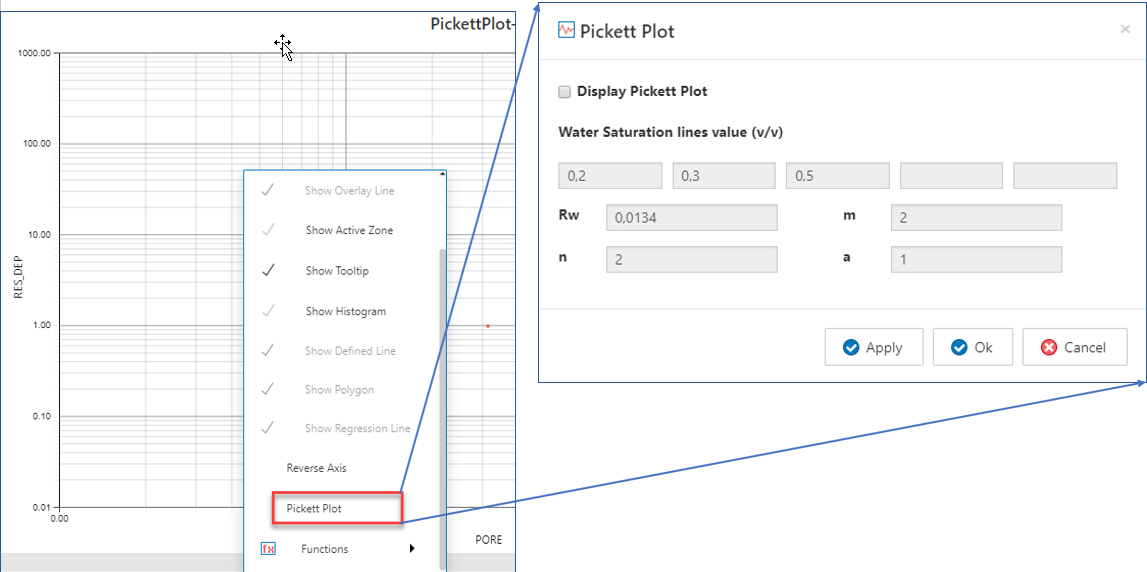 PickettPlot-
1000.00
100.00
10.00
RES_DEP
1.00
0.10
0.01
0.00
PORE
Show Overlay Line
Show Active Zone
Show Tooltip
Show Histogram
Show Defined Line
Show Polygon
Show Regression Line
Reverse Axis
Pickett Plot
fx Functions
Pickett Plot ×
Display Pickett Plot
Water Saturation lines value (v/v)
0,2 0,3 0,5
Rw 0,0134 m 2
n 2 a 1
Apply Ok Cancel